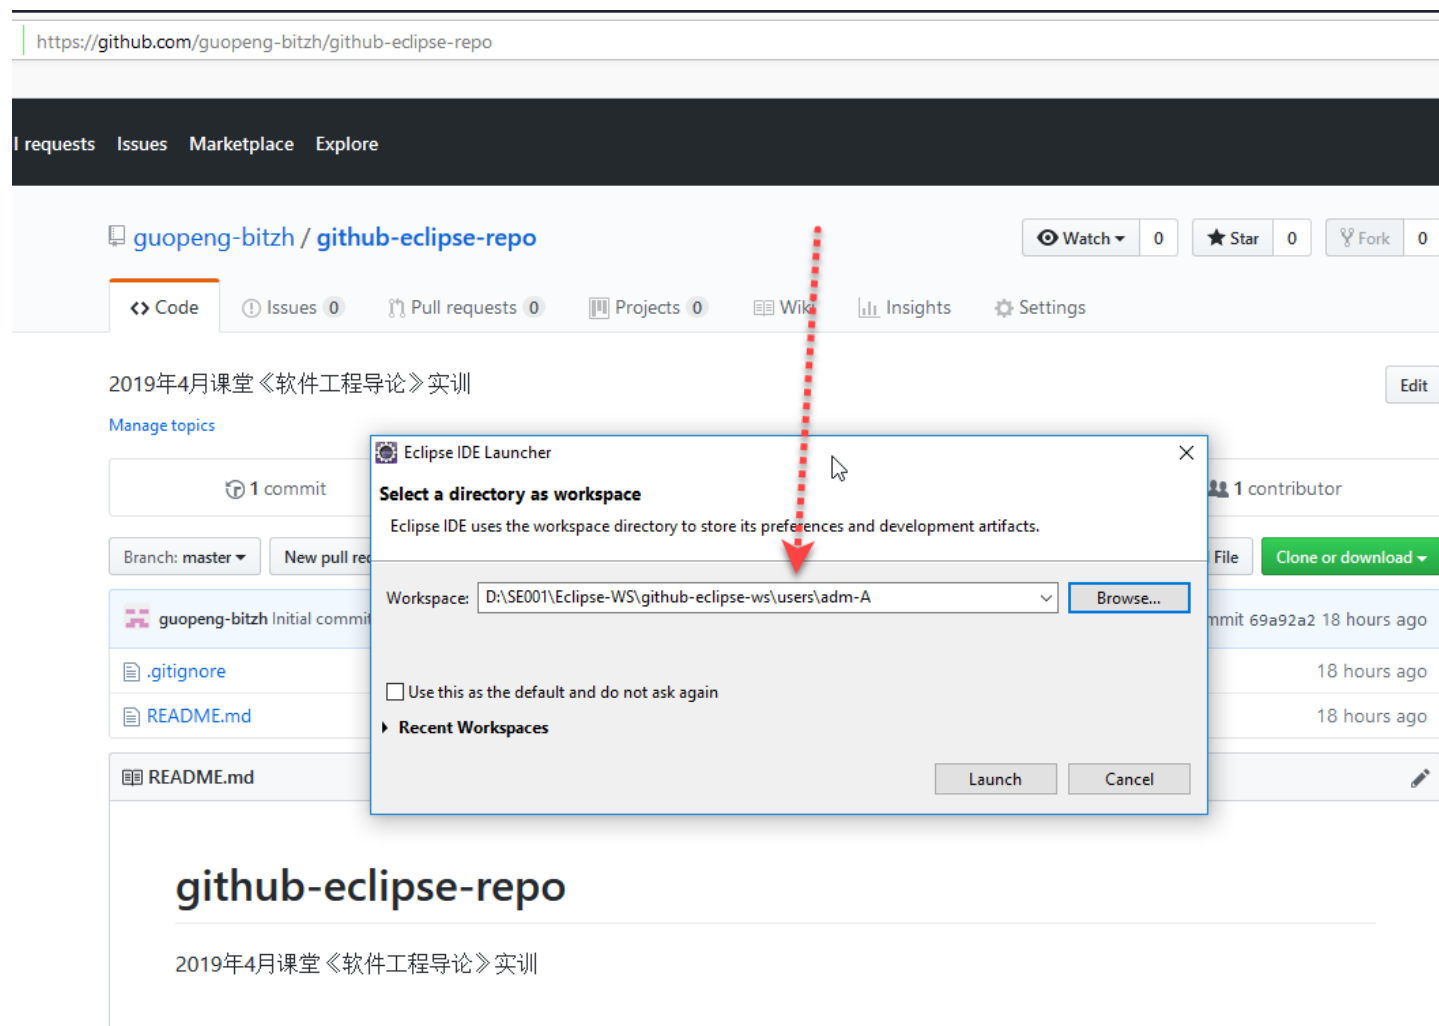 https://github.com/guopeng-bitzh/github-eclipse-repo
l requests Issues Marketplace Explore
guopeng-bitzh / github-eclipse-repo
Watch 0 Star 0 Fork 0
Code Issues 0 Pull requests 0 Projects 0 Wiki Insights Settings
2019年4月课堂《软件工程导论》实训
Edit
Manage topics
Eclipse IDE Launcher
1 commit
Select a directory as workspace
1 contributor
Eclipse IDE uses the workspace directory to store its preferences and development artifacts.
Branch: master New pull req File Clone or download
Workspace: D:\SE001\Eclipse-WS\github-eclipse-ws\users\adm-A Browse...
guopeng-bitzh Initial commit mmit 69a92a2 18 hours ago
.gitignore 18 hours ago
Use this as the default and do not ask again
README.md 18 hours ago
Recent Workspaces
README.md
Launch Cancel
github-eclipse-repo
2019年4月课堂《软件工程导论》实训